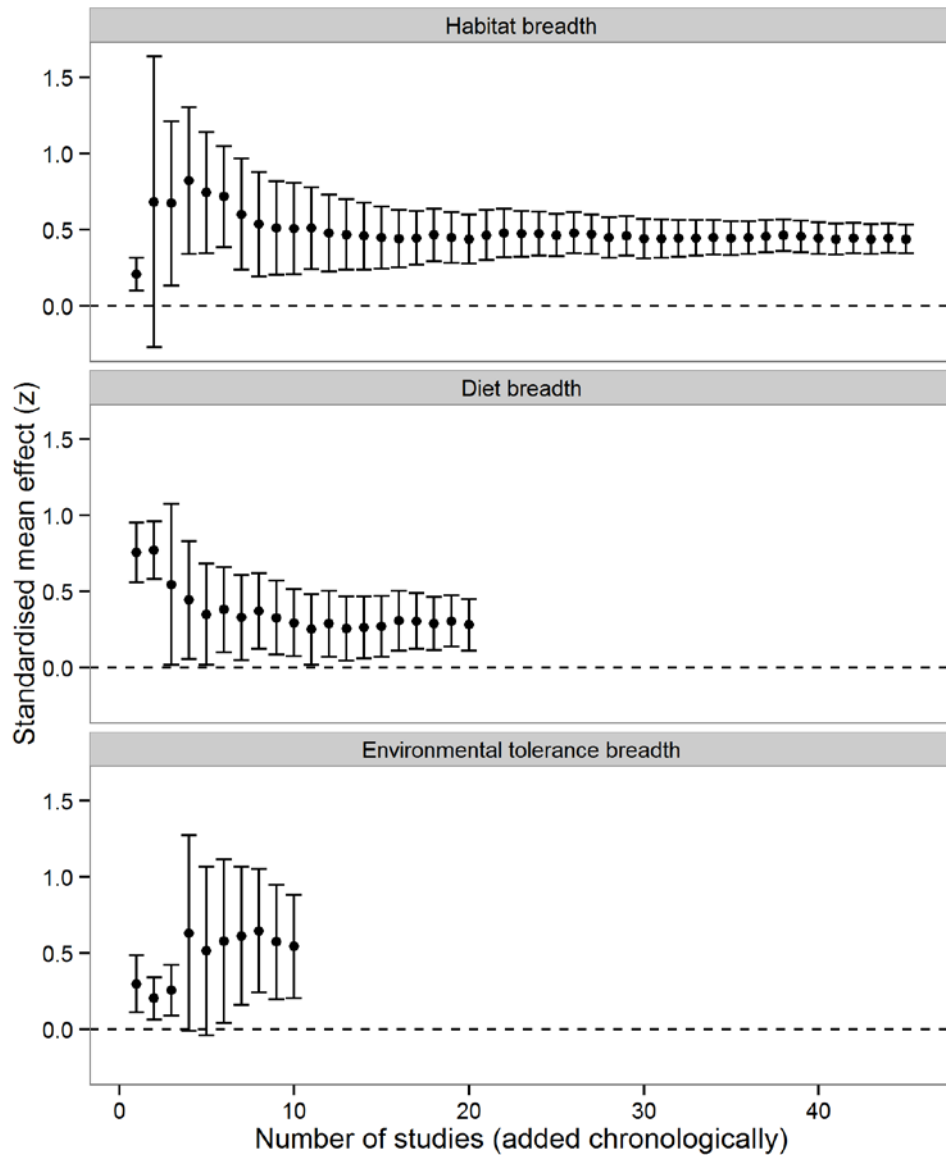 Habitat breadth
1.5
1.0
0.5
0.0
Diet breadth
1.5
1.0
0.5
0.0
Environmental tolerance breadth
1.5
1.0
0.5
0.0
0 10 20 30 40
Number of studies (added chronologically)
Standardised mean effect (z)